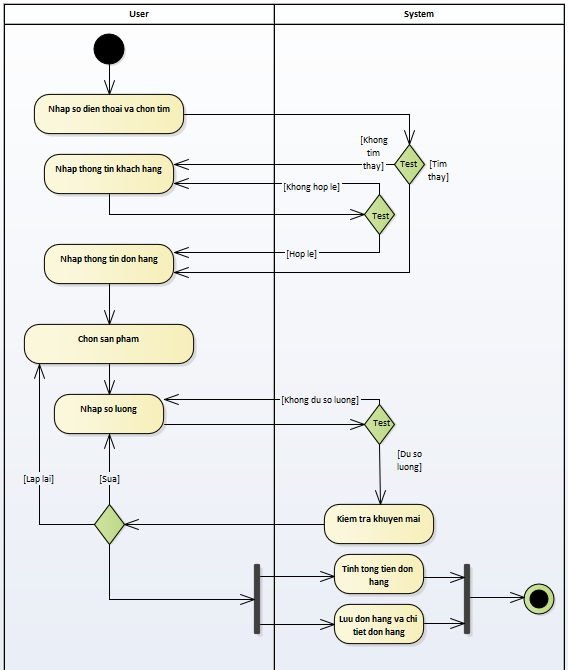 User
System
Nhap so dien thoai va chon tim
[Khong
tim
thay]
Test
[Tim
thay]
Nhap thong tin khach hang
[Khong hop le]
Test
[Hop le]
Nhap thong tin don hang
Chon san pham
[Khong du so luong]
Nhap so luong
Test
[Du so
luong]
[Lap lai]
[Sua]
Kiem tra khuyen mai
Tinh tong tien don
hang
Luu don hang va chi
tiet don hang